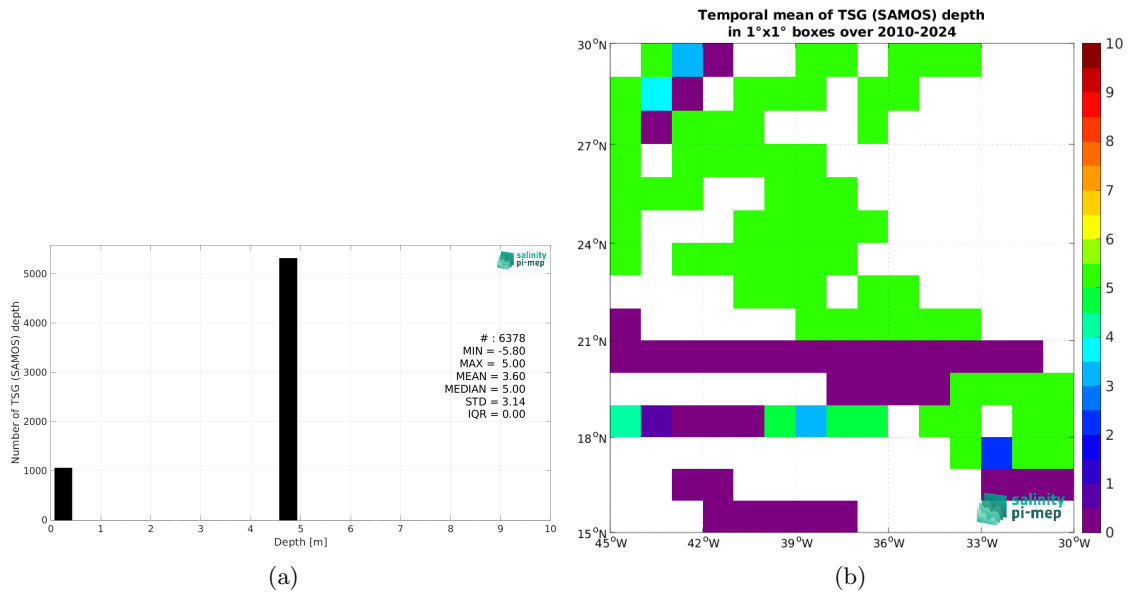 salinity
pi-mep
5000
4000
3000
2000
1000
0
Number of TSG (SAMOS) depth
# : 6378
MIN = -5.80
MAX = 5.00
MEAN = 3.60
MEDIAN = 5.00
STD = 3.14
IQR = 0.00
0 1 2 3 4 5 6 7 8 9 10
Depth [m]
(a)
Temporal mean of TSG (SAMOS) depth
in 1°x1° boxes over 2010-2024
30°N
27°N
24°N
21°N
18°N
15°N
45°W 42°W 39°W 36°W 33°W 30°W
salinity
pi-mep
10
9
8
7
6
5
4
3
2
1
0
(b)